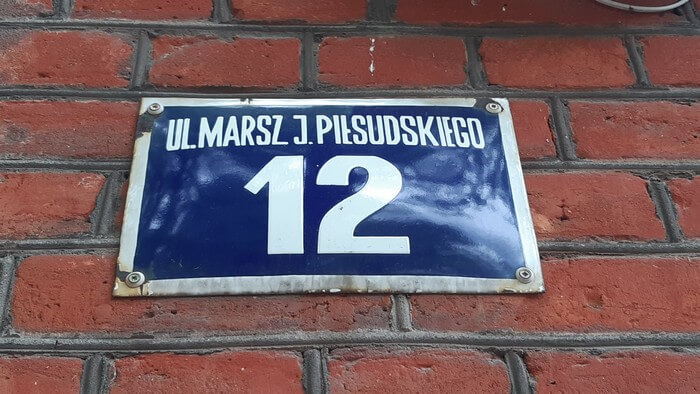 UL. MARSZ. J. PIŁSUDSKIEGO
12